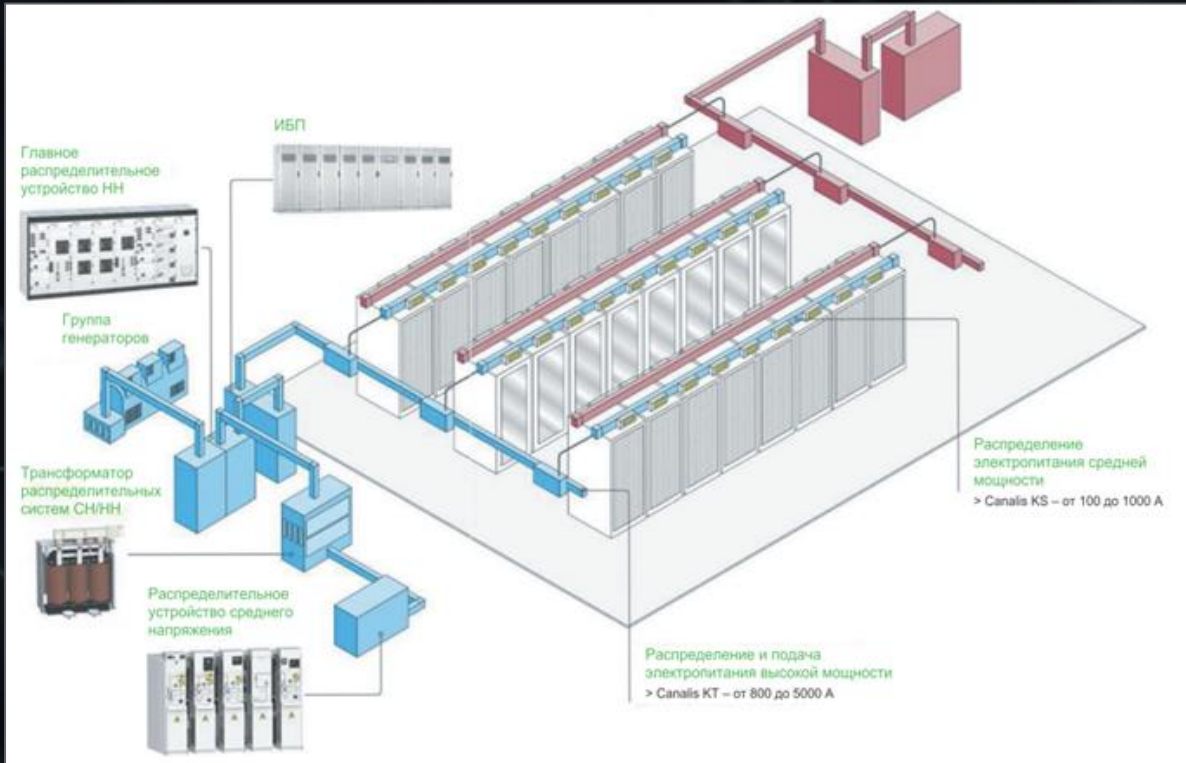 ИБП
Главное
распределительное
устройство НН
Группа
генераторов
Трансформатор
распределительных
систем СН/НН
Распределительное
устройство среднего
напряжения
Распределение
электропитания средней
мощности
> Canalis KS – от 100 до 1000 А
Распределение и подача
электропитания высокой мощности
> Canalis KT – от 800 до 5000 А